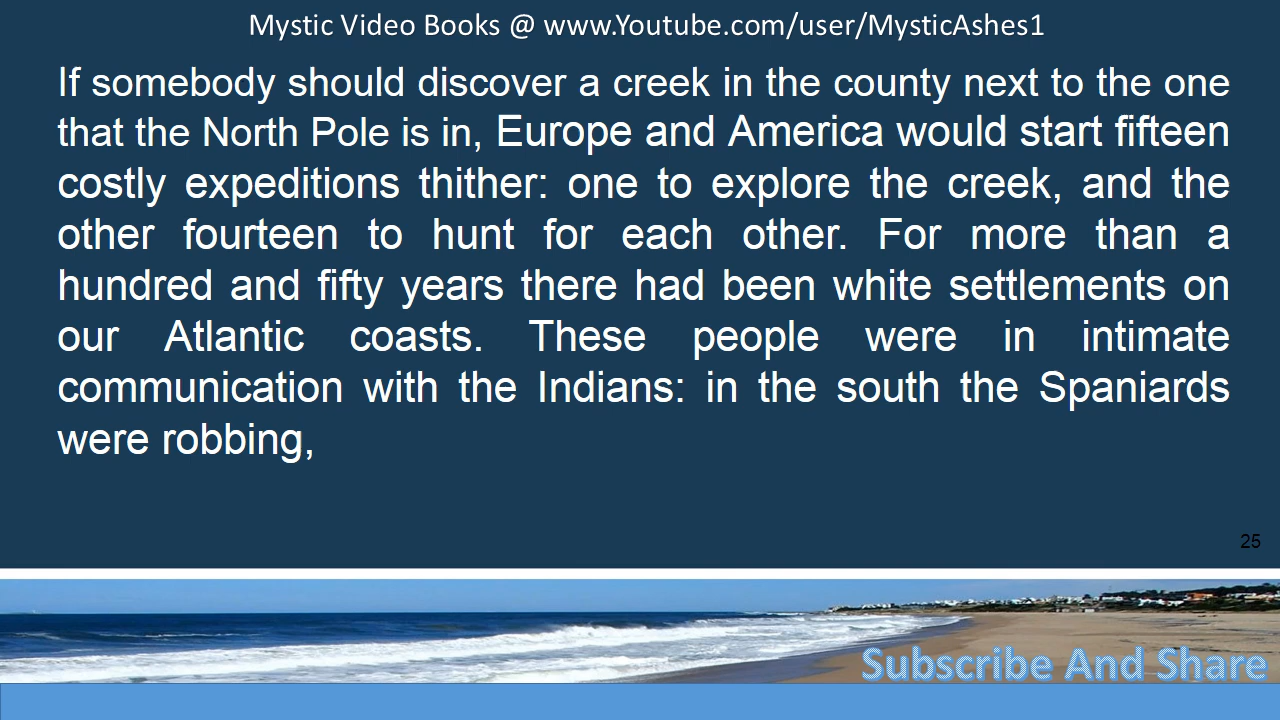 Mystic Video Books @ www.Youtube.com/user/MysticAshes1
If somebody should discover a creek in the county next to the one
that the North Pole is in, Europe and America would start fifteen
costly expeditions thither: one to explore the creek, and the
other fourteen to hunt for each other. For more than a
hundred and fifty years there had been white settlements on
our Atlantic coasts. These people were in intimate
communication with the Indians: in the south the Spaniards
were robbing,
25
Subscribe And Share